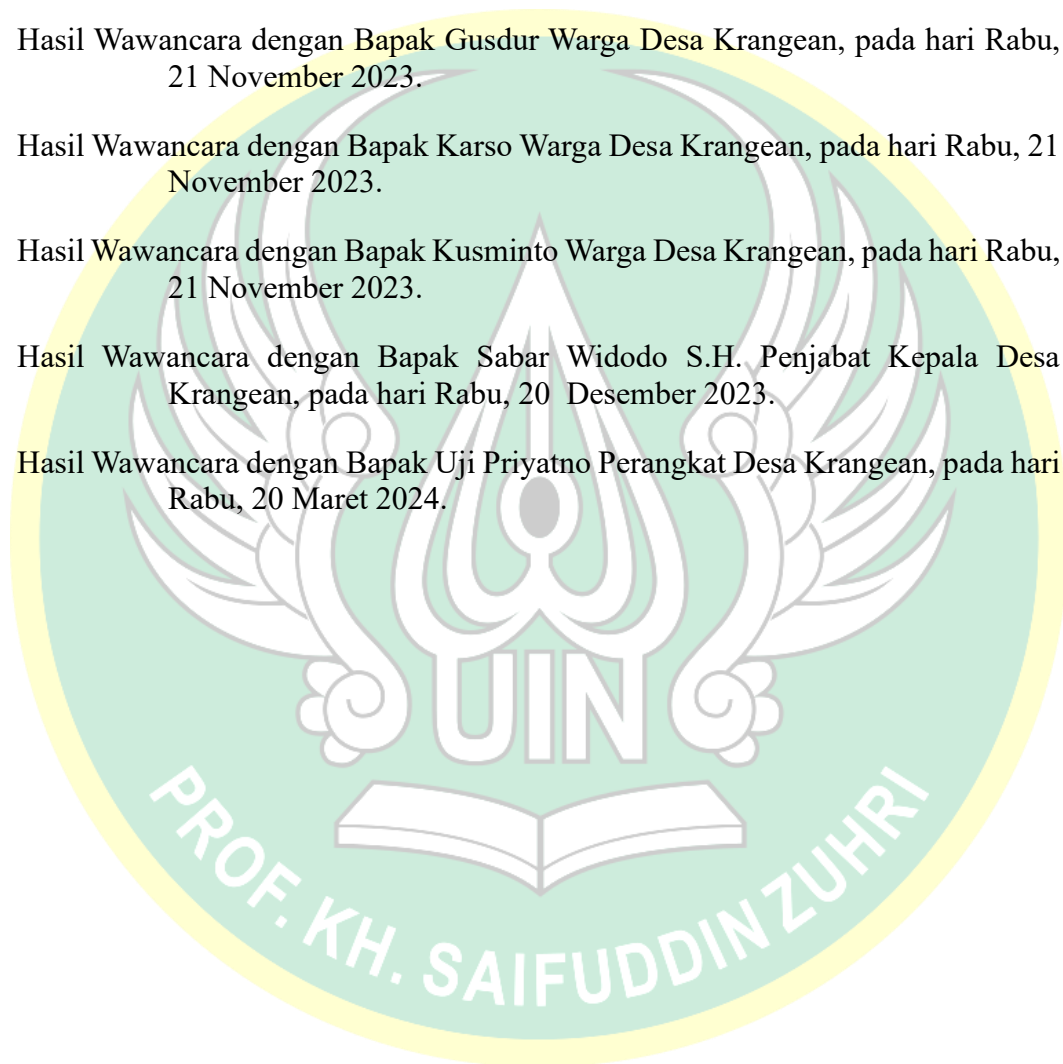 Hasil Wawancara dengan Bapak Gusdur Warga Desa Krangean, pada hari Rabu,
21 November 2023.
Hasil Wawancara dengan Bapak Karso Warga Desa Krangean, pada hari Rabu, 21
November 2023.
Hasil Wawancara dengan Bapak Kusminto Warga Desa Krangean, pada hari Rabu,
21 November 2023.
Hasil Wawancara dengan Bapak Sabar Widodo S.H. Penjabat Kepala Desa
Krangean, pada hari Rabu, 20 Desember 2023.
Hasil Wawancara dengan Bapak Uji Priyatno Perangkat Desa Krangean, pada hari
Rabu, 20 Maret 2024.
UIN
PROF. KH. SAIFUDDIN ZUHRI